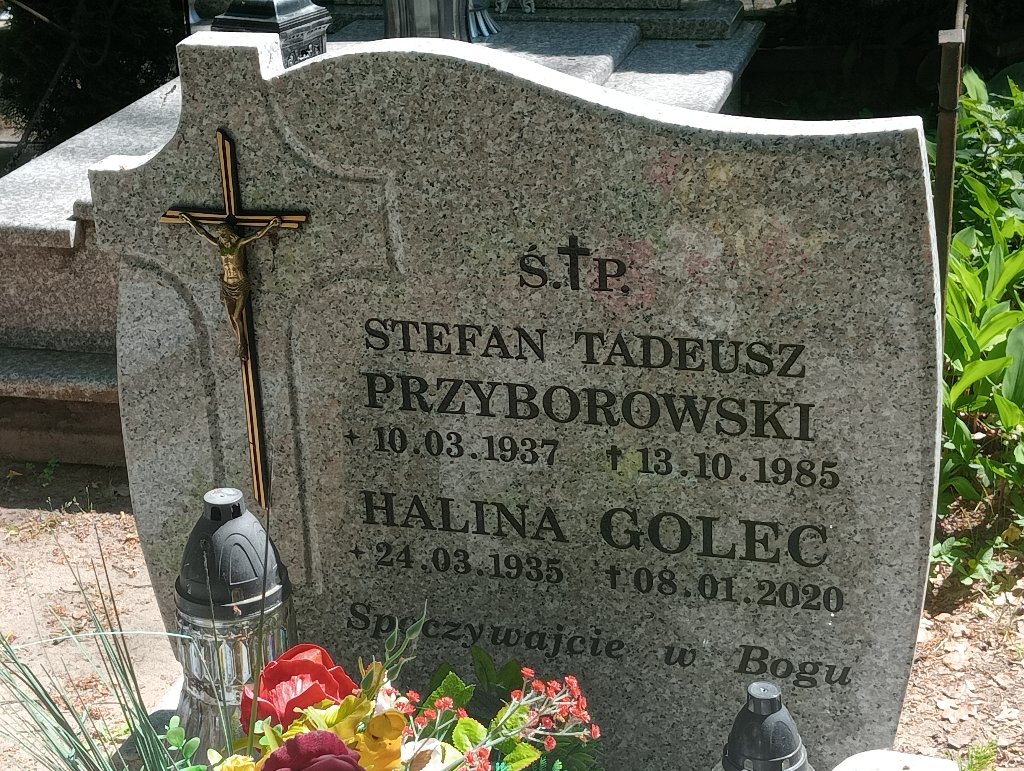 Ś.†P.
STEFAN TADEUSZ
PRZYBOROWSKI
+ 10.03.1937 † 13.10.1985
HALINA GOLEC
+ 24.03.1935 † 08.01.2020
Spoczywajcie w Bogu